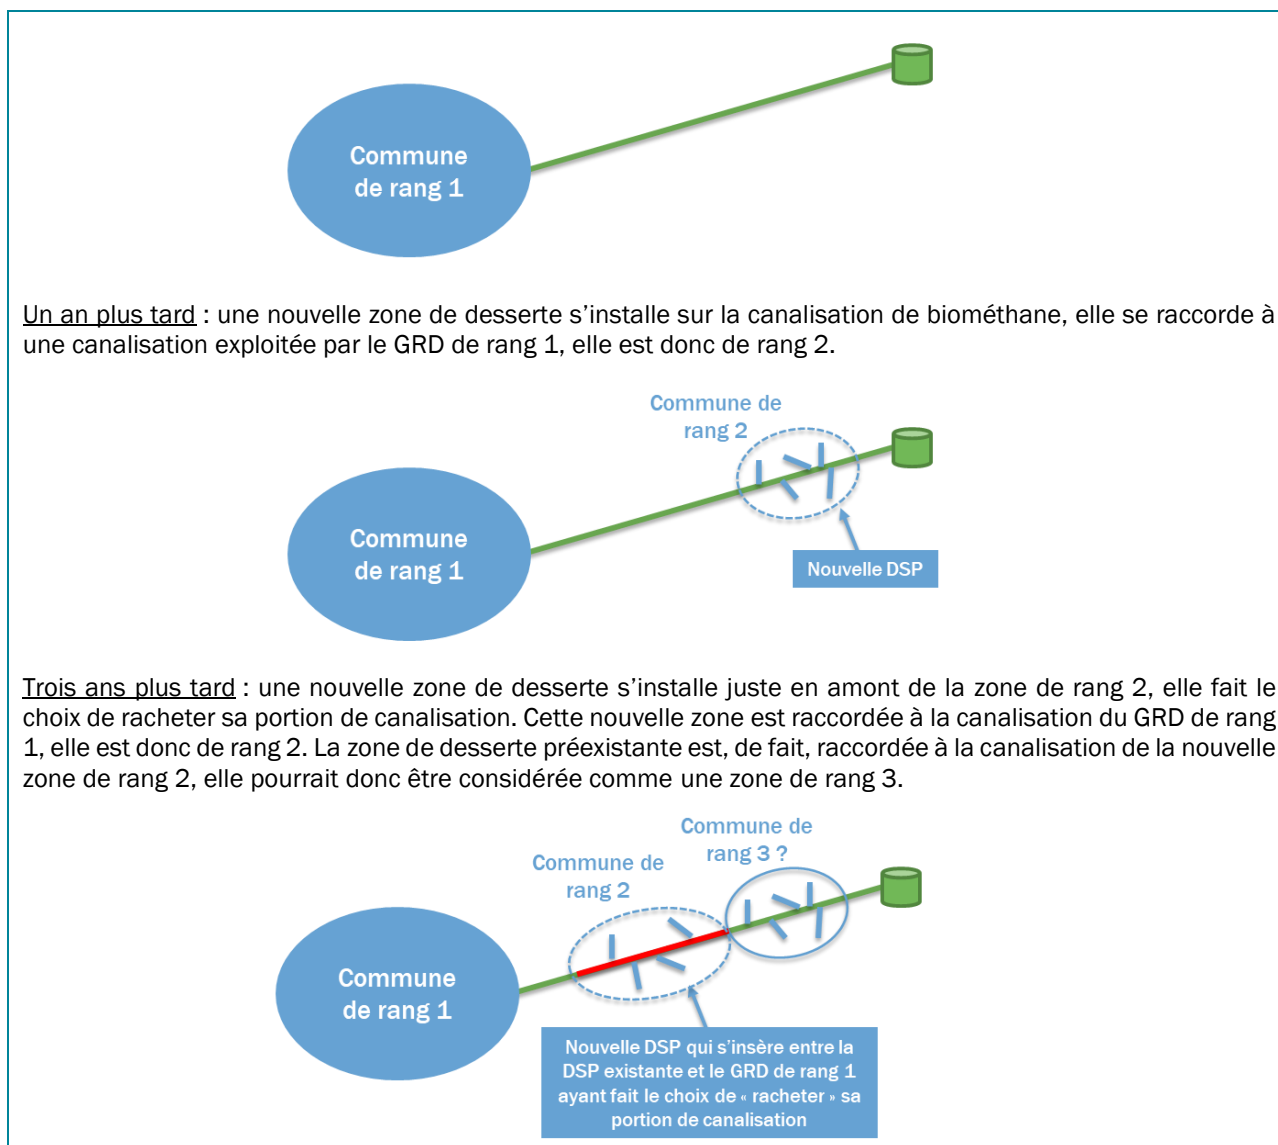 Commune
de rang 1
Un an plus tard : une nouvelle zone de desserte s’installe sur la canalisation de biométhane, elle se raccorde à
une canalisation exploitée par le GRD de rang 1, elle est donc de rang 2.
Commune de
rang 2
Commune
de rang 1
Nouvelle DSP
Trois ans plus tard : une nouvelle zone de desserte s’installe juste en amont de la zone de rang 2, elle fait le
choix de racheter sa portion de canalisation. Cette nouvelle zone est raccordée à la canalisation du GRD de rang
1, elle est donc de rang 2. La zone de desserte préexistante est, de fait, raccordée à la canalisation de la nouvelle
zone de rang 2, elle pourrait donc être considérée comme une zone de rang 3.
Commune de
rang 3 ?
Commune de
rang 2
Commune
de rang 1
Nouvelle DSP qui s’insère entre la
DSP existante et le GRD de rang 1
ayant fait le choix de « racheter » sa
portion de canalisation